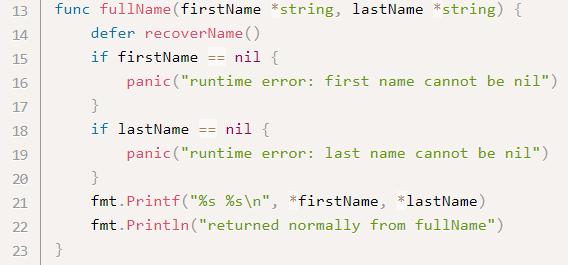 13 func fullName(firstName *string, lastName *string) {
14     defer recoverName()
15     if firstName == nil {
16         panic("runtime error: first name cannot be nil")
17     }
18     if lastName == nil {
19         panic("runtime error: last name cannot be nil")
20     }
21     fmt.Printf("%s %s\n", *firstName, *lastName)
22     fmt.Println("returned normally from fullName")
23 }